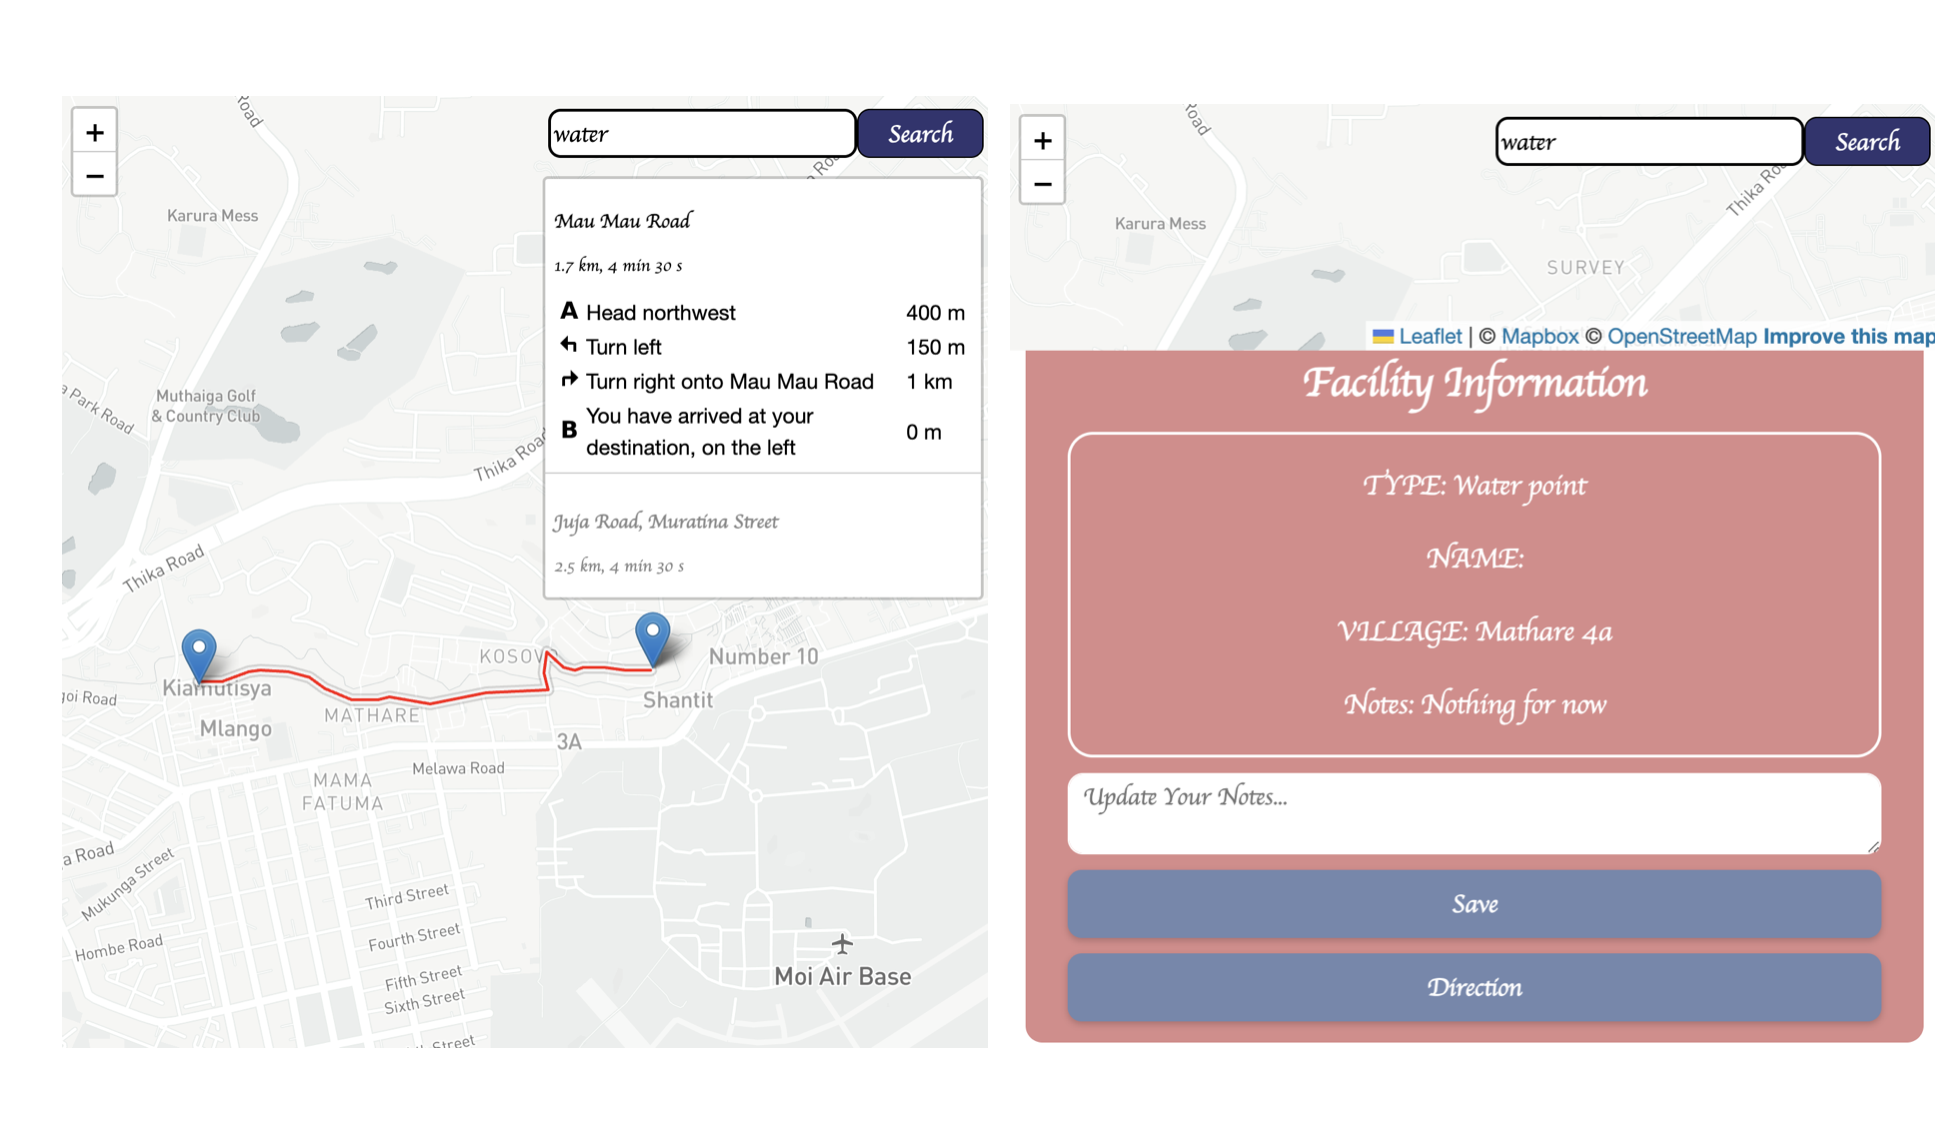 Road
+
−
water
Search
Road
Karura Mess
Mau Mau Road
1.7 km, 4 min 30 s
A Head northwest 400 m
Turn left 150 m
Turn right onto Mau Mau Road 1 km
B You have arrived at your
destination, on the left
0 m
Juja Road, Muratina Street
2.5 km, 4 min 30 s
Park Road
Muthaiga Golf
& Country Club
Thika Road
Thika Road
KOSOV
Number 10
Kiamutisya
Road
Shantit
MATHARE
Mlango
3A
Melawa Road
MAMA
FATUMA
a Road
Mukunga Street
Third Street
Hombe Road
Fourth Street
Fifth Street
Sixth Street
Street
Moi Air Base
Road
+
−
water
Search
Thika Roa
Karura Mess
SURVEY
Leaflet | © Mapbox © OpenStreetMap Improve this map
Facility Information
TYPE: Water point
NAME:
VILLAGE: Mathare 4a
Notes: Nothing for now
Update Your Notes...
Save
Direction